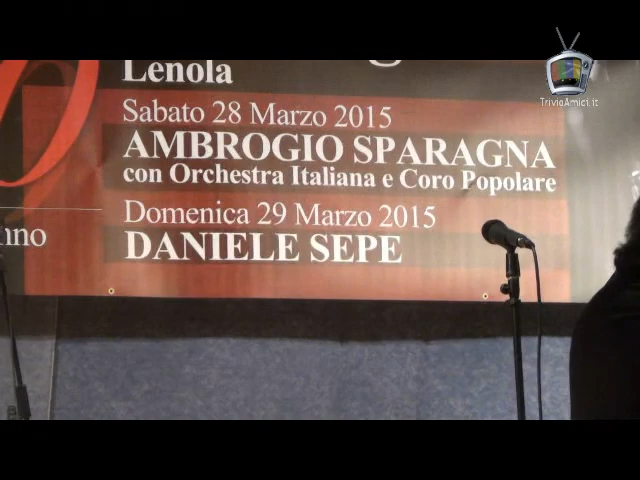 TrivioAmici.it
Lenola
Sabato 28 Marzo 2015
AMBROGIO SPARAGNA
con Orchestra Italiana e Coro Popolare
Domenica 29 Marzo 2015
DANIELE SEPE